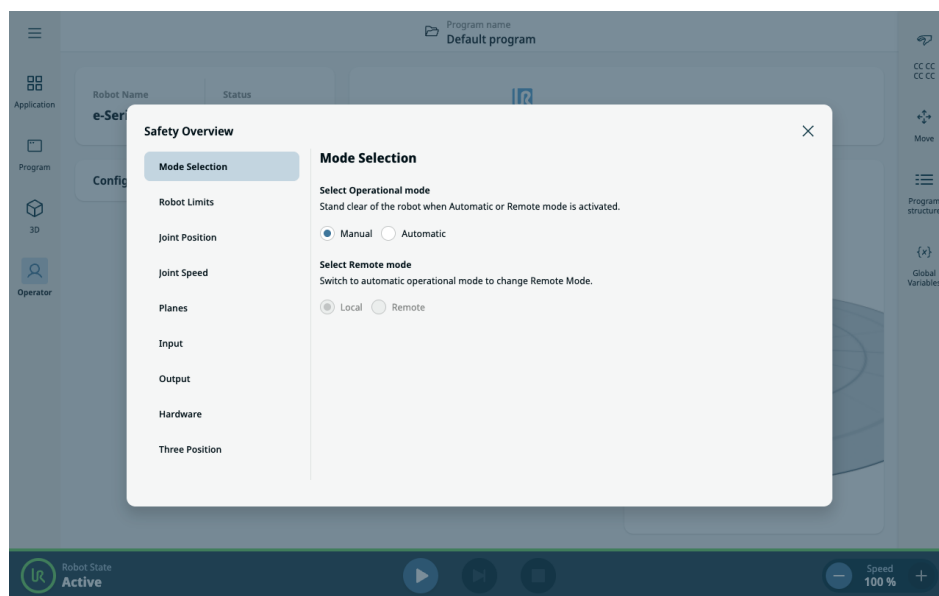 Program name
Default program
Application
Program
3D
Operator
Robot Name
Status
e-Seri
Config
Safety Overview
Mode Selection
Robot Limits
Joint Position
Joint Speed
Planes
Input
Output
Hardware
Three Position
Mode Selection
Select Operational mode
Stand clear of the robot when Automatic or Remote mode is activated.
Manual Automatic
Select Remote mode
Switch to automatic operational mode to change Remote Mode.
Local Remote
CC CC
CC CC
Move
Program
structure
{x}
Global
Variables
Robot State
Active
Speed
100 %